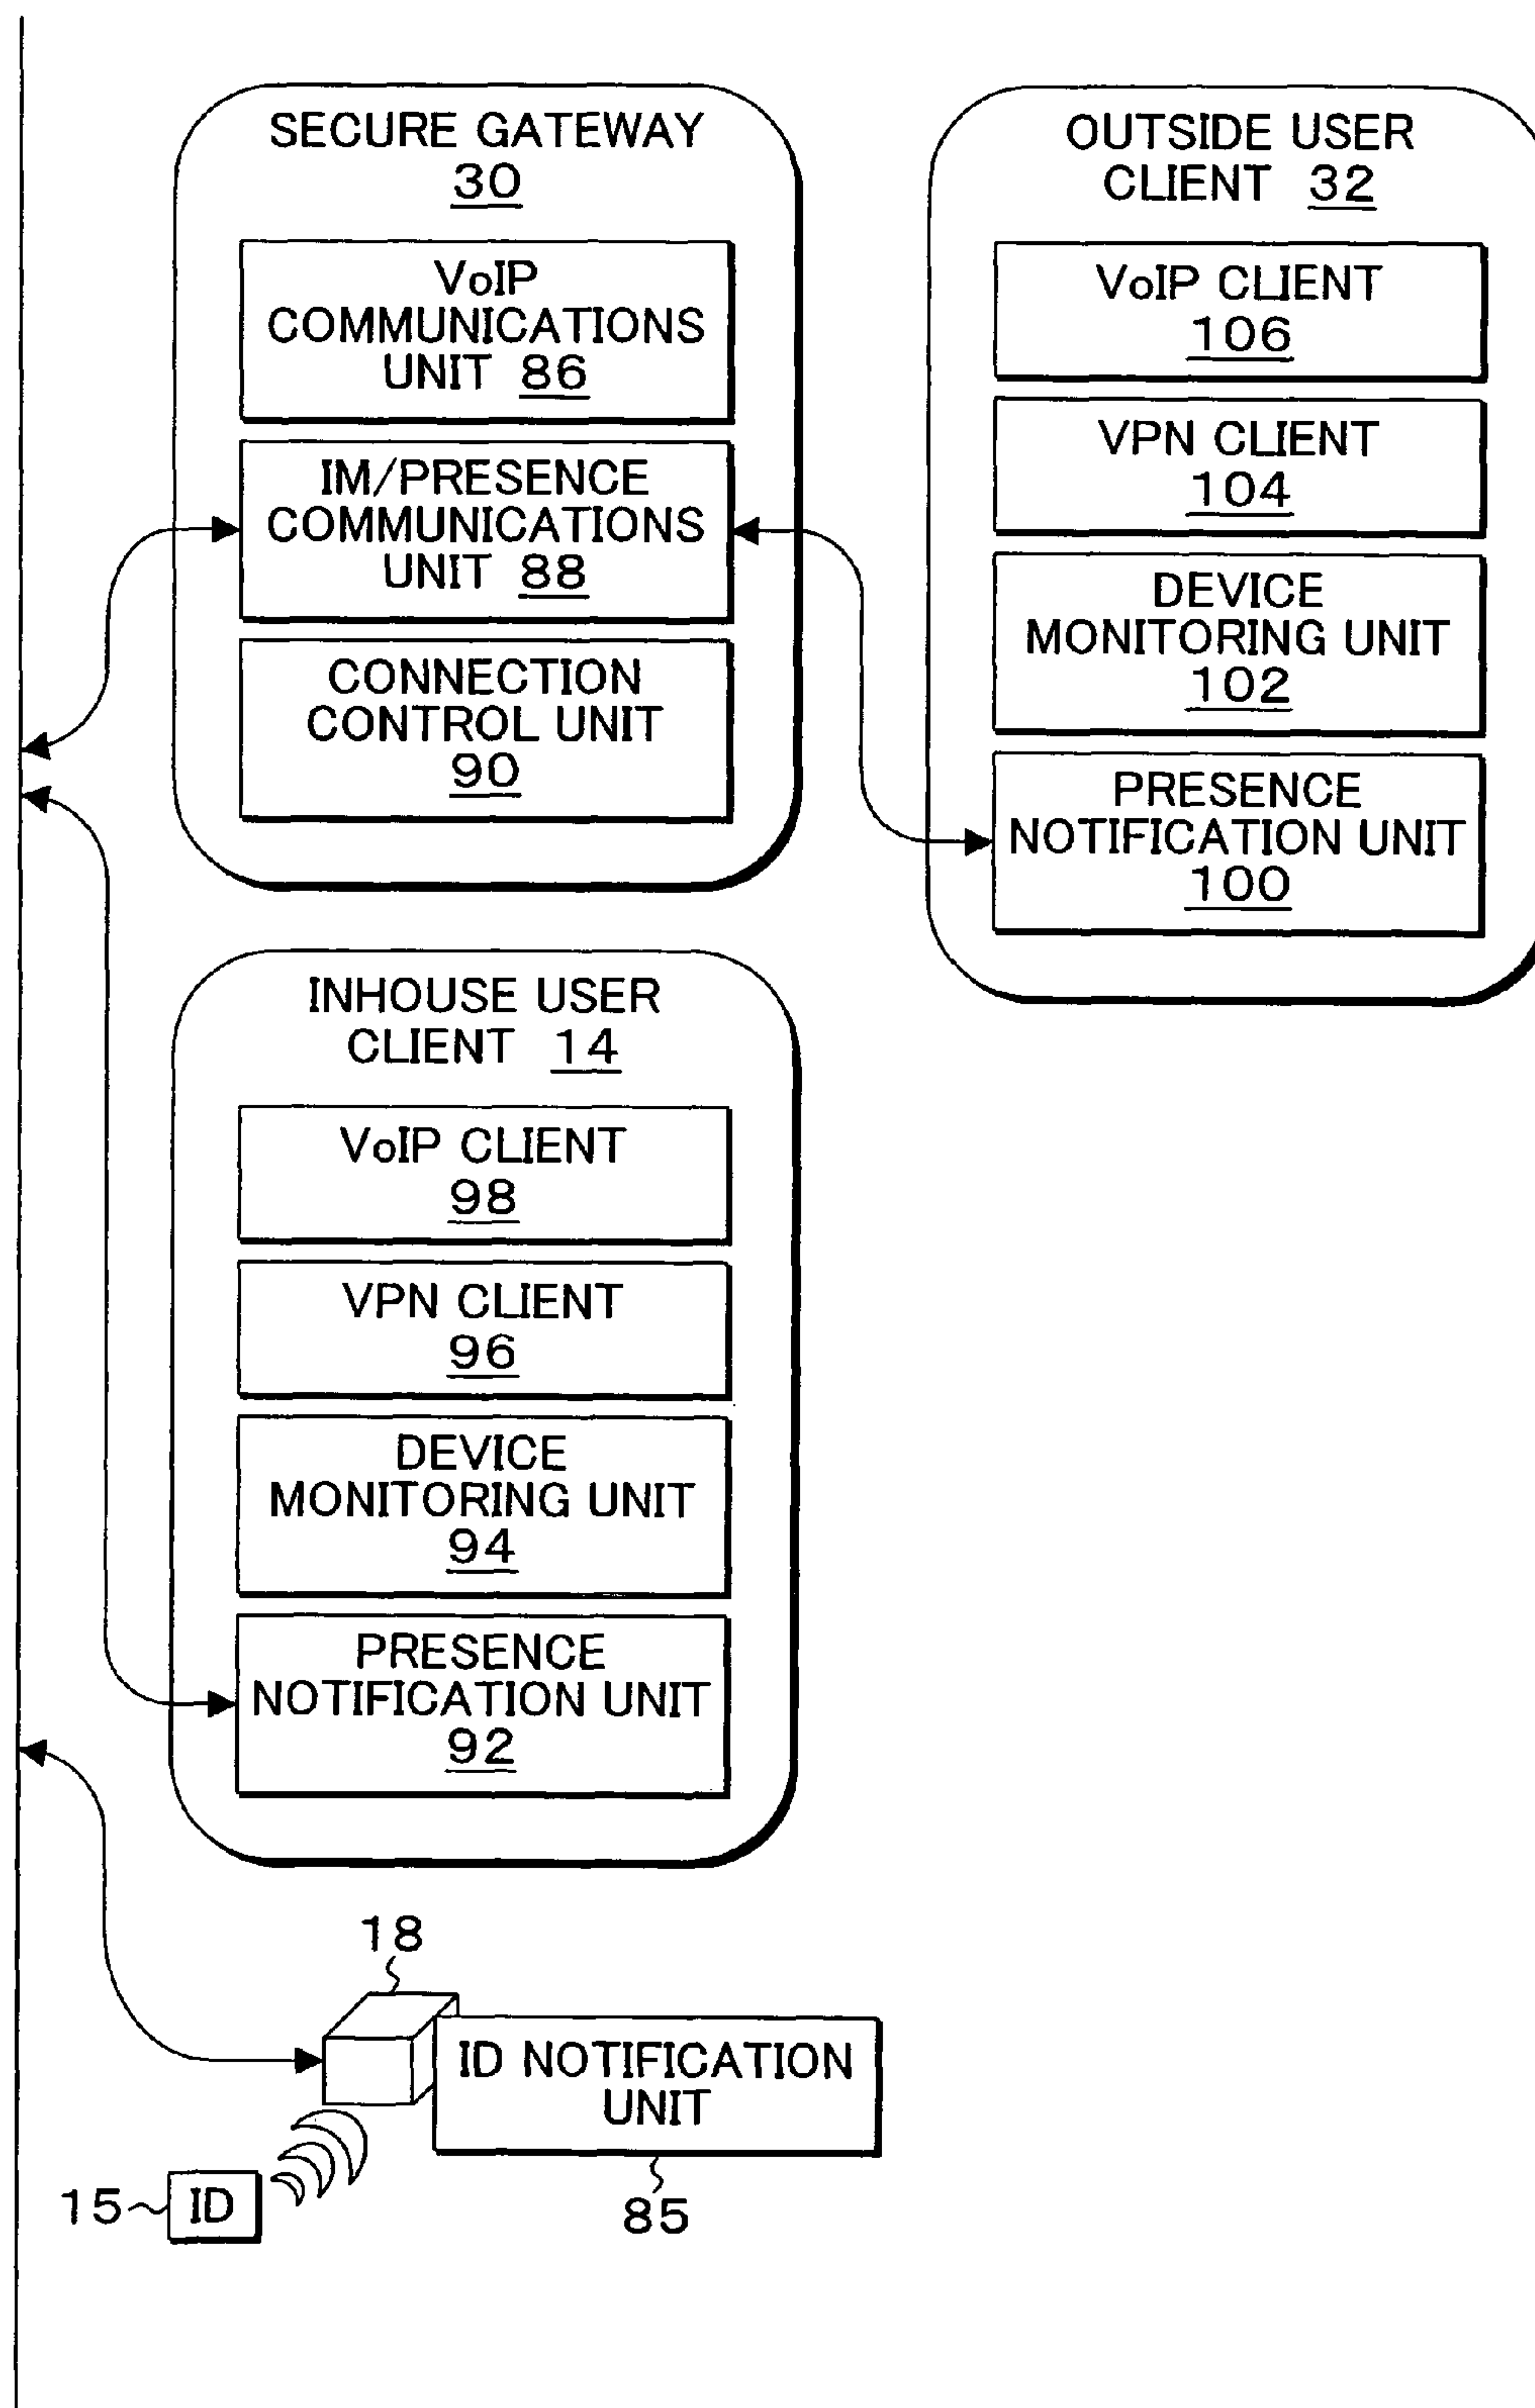 SECURE GATEWAY
30
VoIP
COMMUNICATIONS
UNIT 86
IM/PRESENCE
COMMUNICATIONS
UNIT 88
CONNECTION
CONTROL UNIT
90
OUTSIDE USER
CLIENT 32
VoIP CLIENT
106
VPN CLIENT
104
DEVICE
MONITORING UNIT
102
PRESENCE
NOTIFICATION UNIT
100
INHOUSE USER
CLIENT 14
VoIP CLIENT
98
VPN CLIENT
96
DEVICE
MONITORING UNIT
94
PRESENCE
NOTIFICATION UNIT
92
18
ID NOTIFICATION
UNIT
85
15
ID